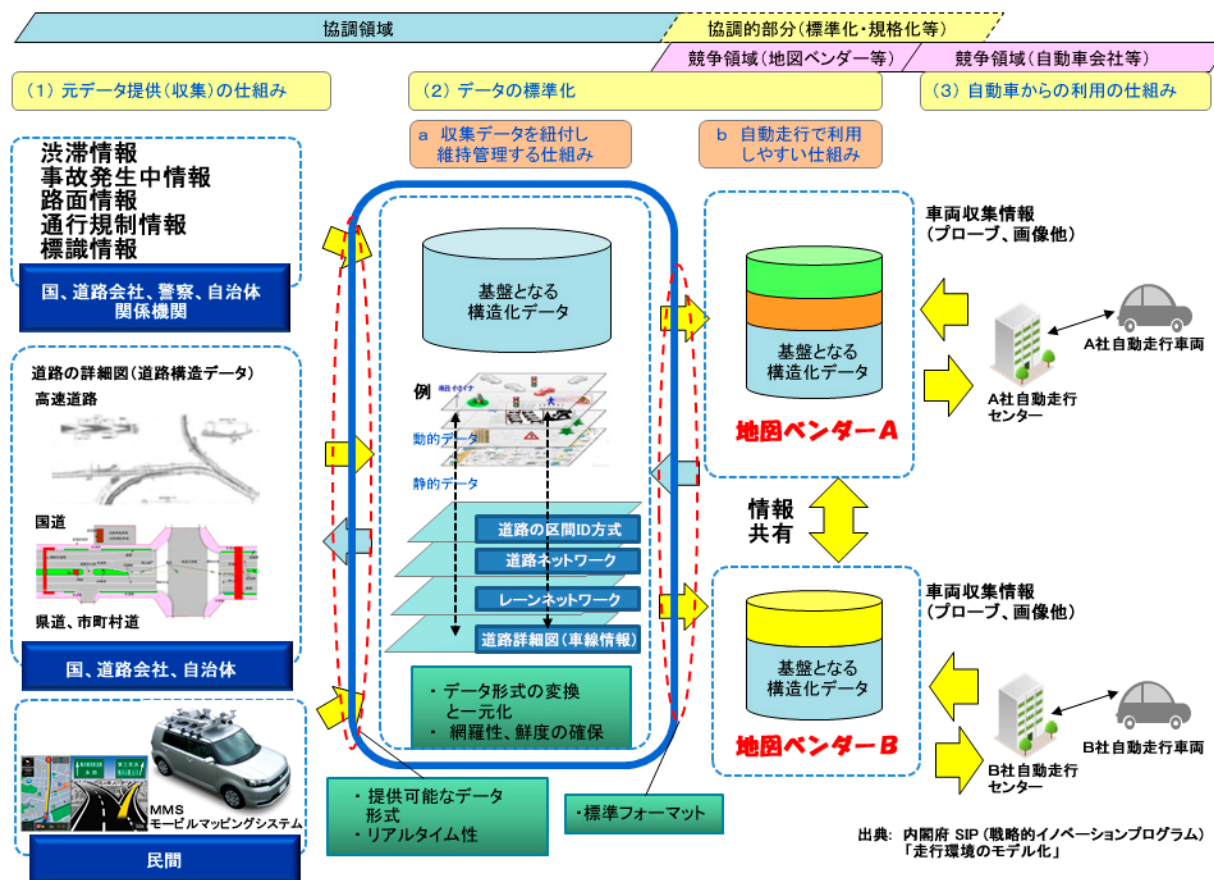 協調領域
協調的部分(標準化・規格化等)
競争領域(地図ベンダー等)
競争領域(自動車会社等)
(1) 元データ提供(収集)の仕組み
(2) データの標準化
(3) 自動車からの利用の仕組み
a 収集データを紐付し
維持管理する仕組み
b 自動走行で利用
しやすい仕組み
渋滞情報
事故発生中情報
路面情報
通行規制情報
標識情報
国、道路会社、警察、自治体
関係機関
道路の詳細図(道路構造データ)
高速道路
国道
県道、市町村道
国、道路会社、自治体
MMS
モービルマッピングシステム
民間
基盤となる
構造化データ
例
動的データ
静的データ
道路の区間ID方式
道路ネットワーク
レーンネットワーク
道路詳細図(車線情報)
・データ形式の変換
と一元化
・網羅性、鮮度の確保
・提供可能なデータ
形式
・リアルタイム性
・標準フォーマット
基盤となる
構造化データ
地図ベンダーA
情報
共有
基盤となる
構造化データ
地図ベンダーB
車両収集情報
(プローブ、画像他)
A社自動走行車両
A社自動走行
センター
車両収集情報
(プローブ、画像他)
B社自動走行車両
B社自動走行
センター
出典: 内閣府 SIP(戦略的イノベーションプログラム)
「走行環境のモデル化」